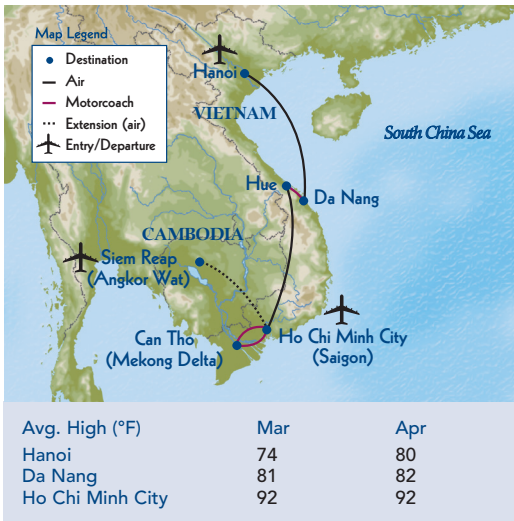 Map Legend
Destination
Air
Motorcoach
Extension (air)
Entry/Departure
Hanoi
VIETNAM
South China Sea
Hue
Da Nang
CAMBODIA
Siem Reap
(Angkor Wat)
Can Tho
(Mekong Delta)
Ho Chi Minh City
(Saigon)
Avg. High (°F) Mar Apr
Hanoi 74 80
Da Nang 81 82
Ho Chi Minh City 92 92